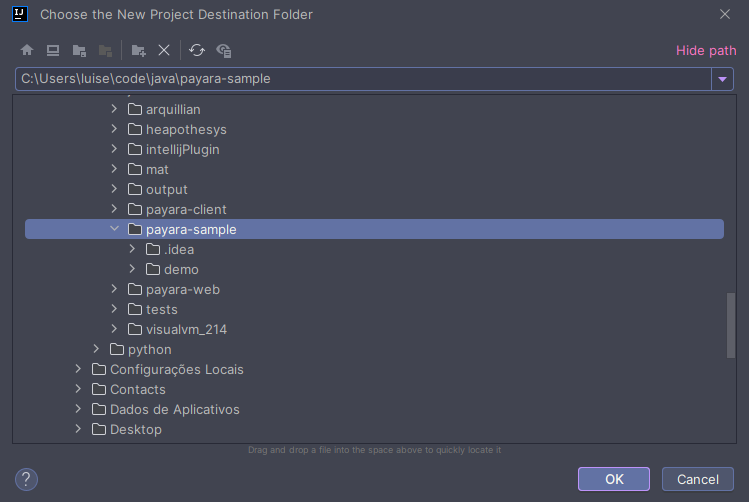 IJ Choose the New Project Destination Folder
Hide path
C:\Users\luise\code\java\payara-sample
arquillian
heapothesys
intellijPlugin
mat
output
payara-client
payara-sample
.idea
demo
payara-web
tests
visualvm_214
python
Configurações Locais
Contacts
Dados de Aplicativos
Desktop
Drag and drop a file into the space above to quickly locate it
? OK Cancel